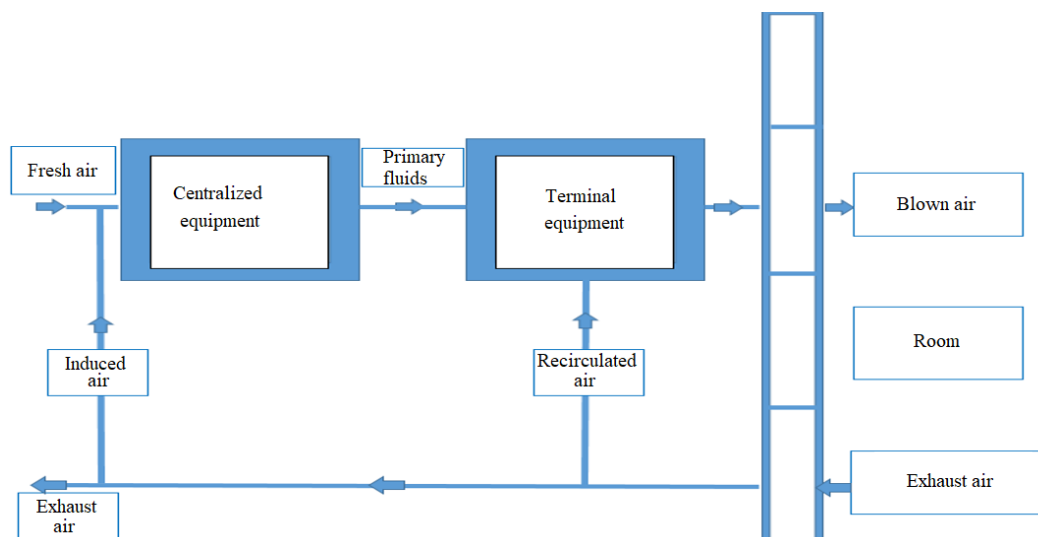 Fresh air
Centralized
equipment
Primary
fluids
Terminal
equipment
Blown air
Room
Induced
air
Recirculated
air
Exhaust air
Exhaust
air